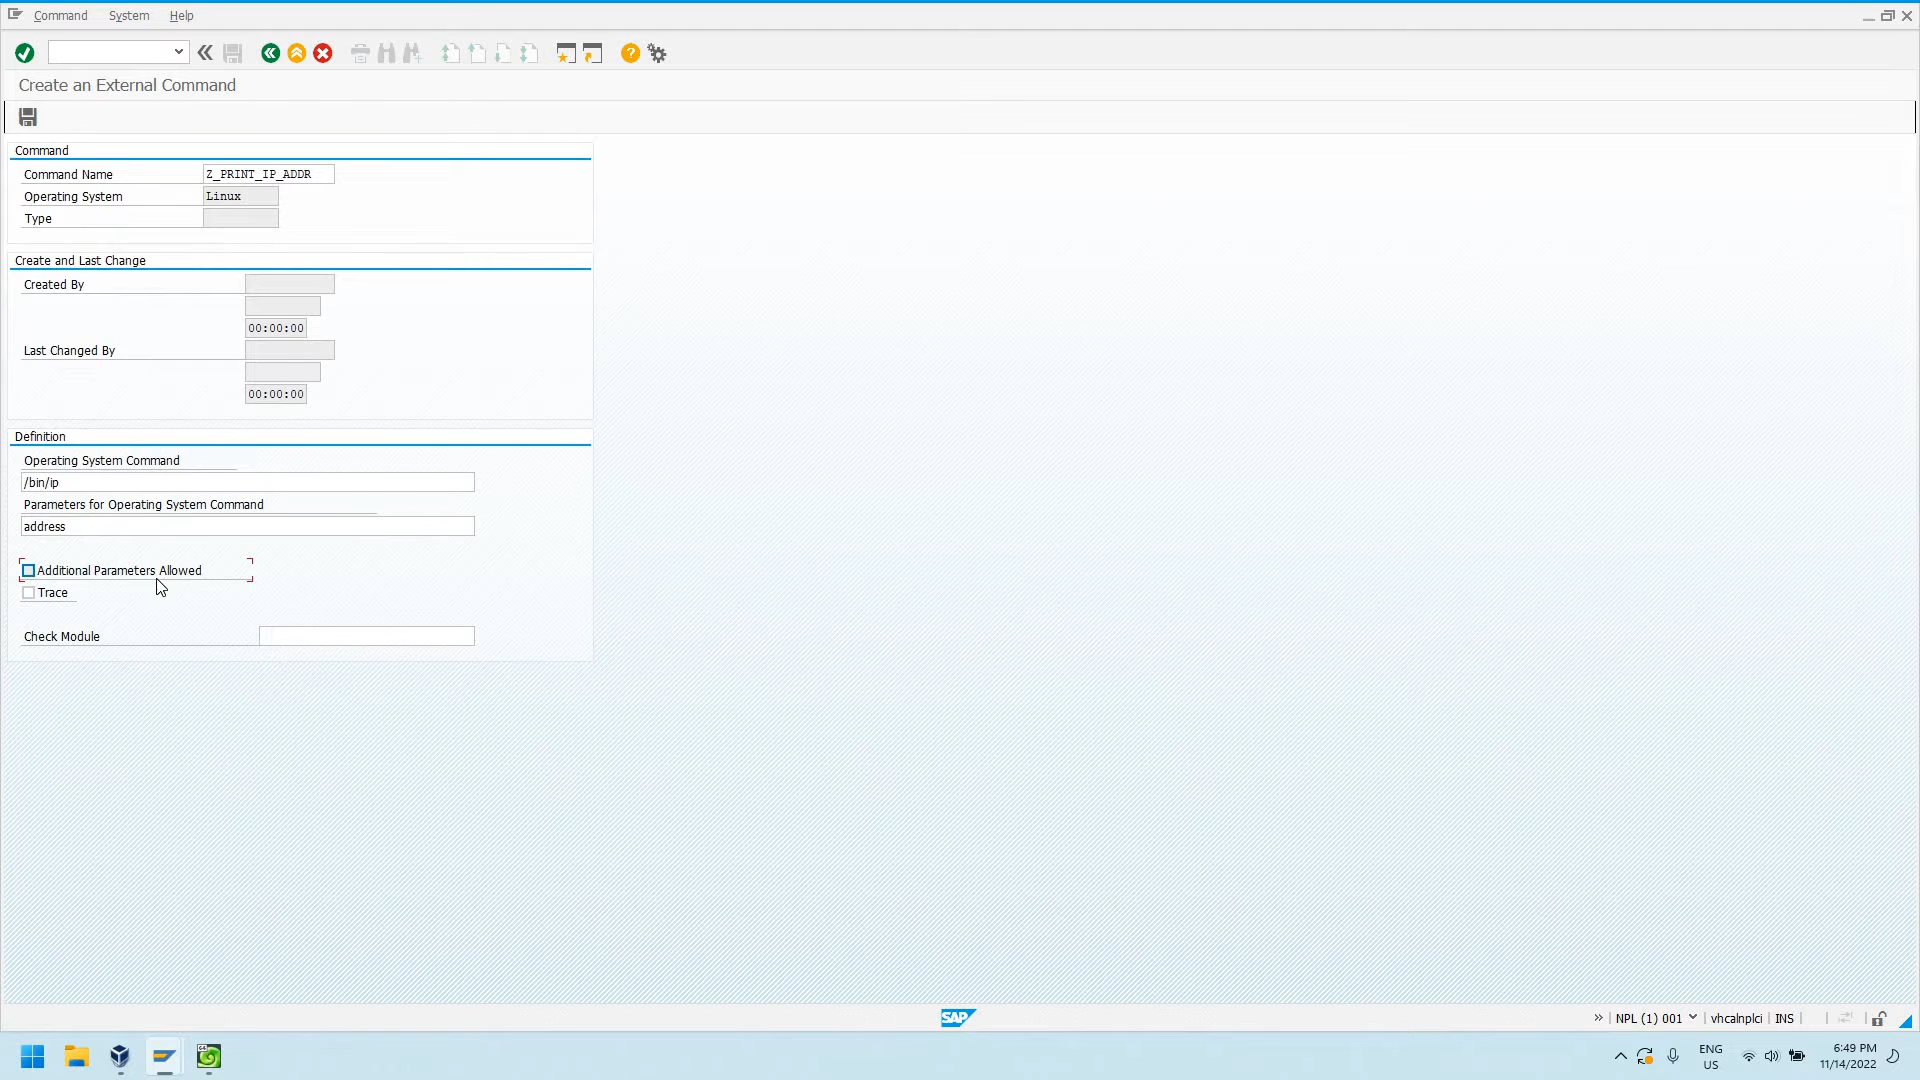 Command System Help
Create an External Command
Command
Command Name Z_PRINT_IP_ADDR
Operating System Linux
Type
Create and Last Change
Created By
00:00:00
Last Changed By
00:00:00
Definition
Operating System Command
/bin/ip
Parameters for Operating System Command
address
Additional Parameters Allowed
Trace
Check Module
SAP
» NPL (1) 001 vhcalnplci INS
64
ENG
US
6:49 PM
11/14/2022